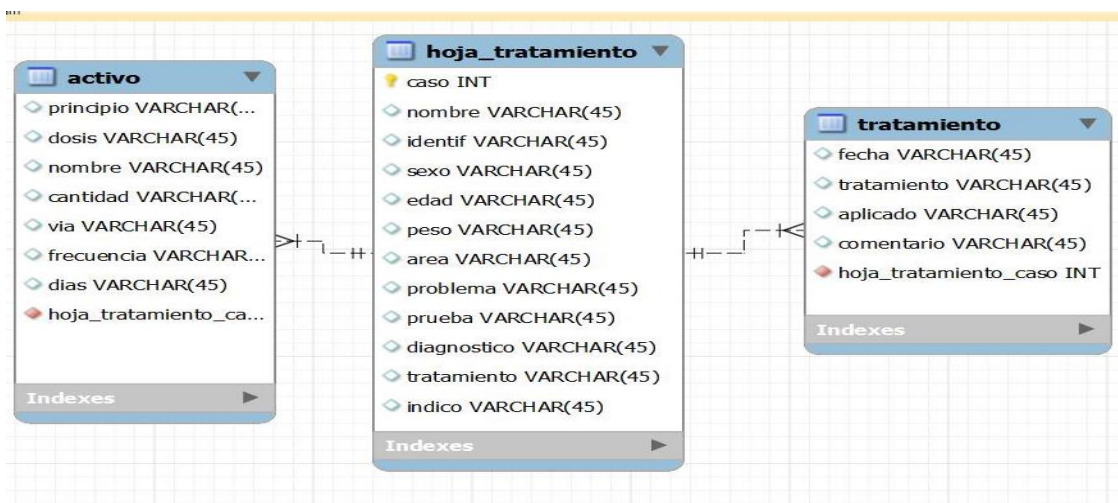 activo
principio VARCHAR(...
dosis VARCHAR(45)
nombre VARCHAR(45)
cantidad VARCHAR(...
via VARCHAR(45)
frecuencia VARCHAR...
dias VARCHAR(45)
hoja_tratamiento_ca...
Indexes
hoja_tratamiento
caso INT
nombre VARCHAR(45)
identif VARCHAR(45)
sexo VARCHAR(45)
edad VARCHAR(45)
peso VARCHAR(45)
area VARCHAR(45)
problema VARCHAR(45)
prueba VARCHAR(45)
diagnostico VARCHAR(45)
tratamiento VARCHAR(45)
indico VARCHAR(45)
Indexes
tratamiento
fecha VARCHAR(45)
tratamiento VARCHAR(45)
aplicado VARCHAR(45)
comentario VARCHAR(45)
hoja_tratamiento_caso INT
Indexes